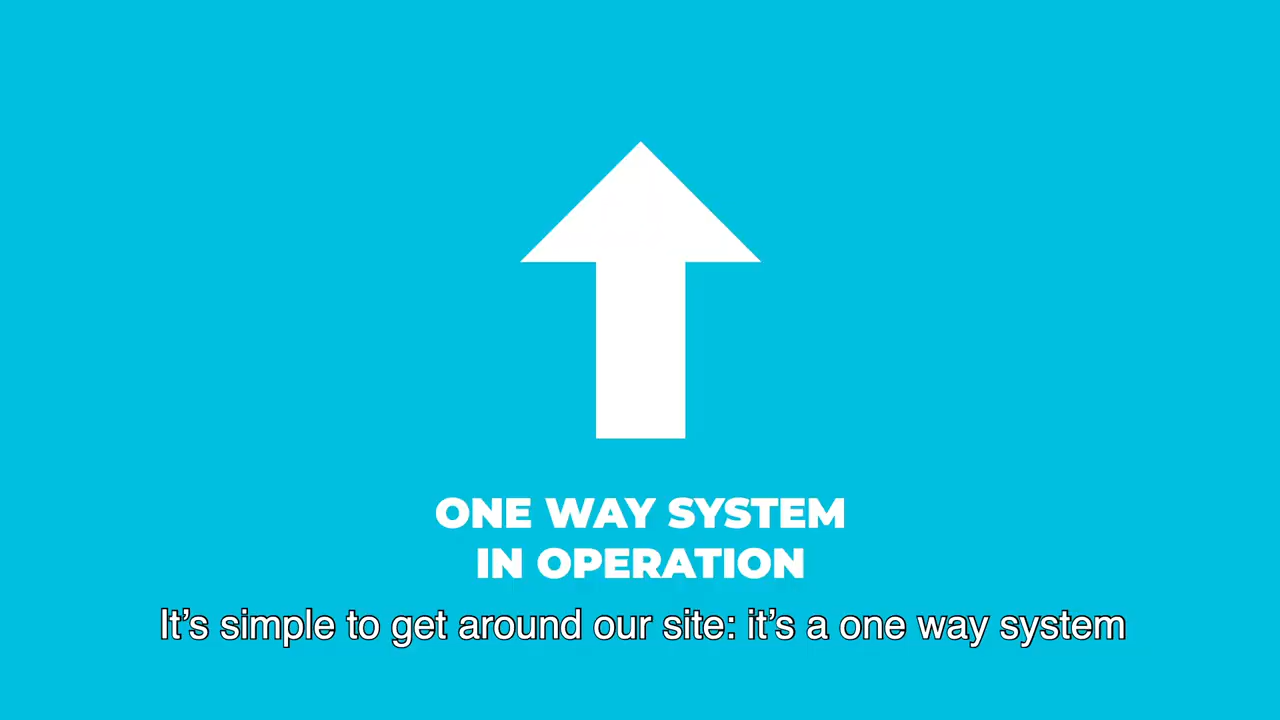 ONE WAY SYSTEM
IN OPERATION
It’s simple to get around our site: it’s a one way system